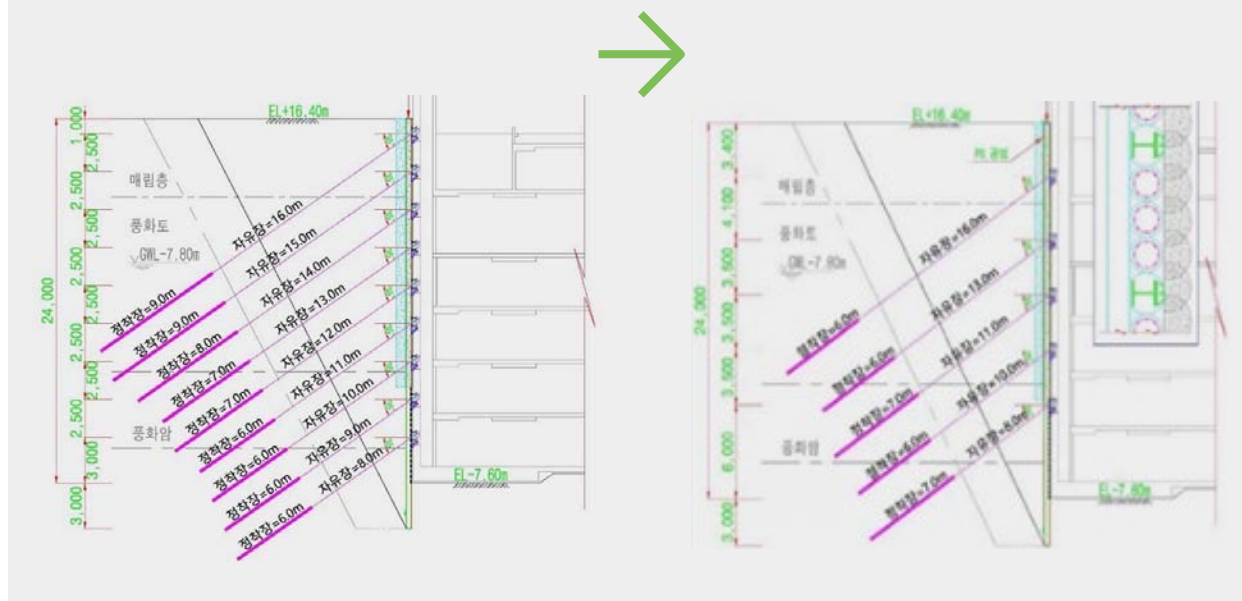 EL+16.40m
1,000
2,500
2,500
2,500
2,500
2,500
2,500
2,500
2,500
3,000
3,000
24,000
매립층
풍화토
GWL-7.80m
풍화암
자유장=16.0m
자유장=15.0m
자유장=14.0m
자유장=13.0m
자유장=12.0m
자유장=11.0m
자유장=10.0m
자유장=9.0m
자유장=8.0m
정착장=9.0m
정착장=9.0m
정착장=8.0m
정착장=7.0m
정착장=7.0m
정착장=6.0m
정착장=6.0m
정착장=6.0m
정착장=6.0m
EL-7.60m
EL+16.40m
3,400
4,100
3,500
3,500
6,000
3,000
24,000
매립층
풍화토
GWL-7.80m
풍화암
자유장=16.0m
자유장=13.0m
자유장=11.0m
자유장=10.0m
자유장=8.0m
정착장=6.0m
정착장=6.0m
정착장=7.0m
정착장=6.0m
정착장=7.0m
EL-7.60m